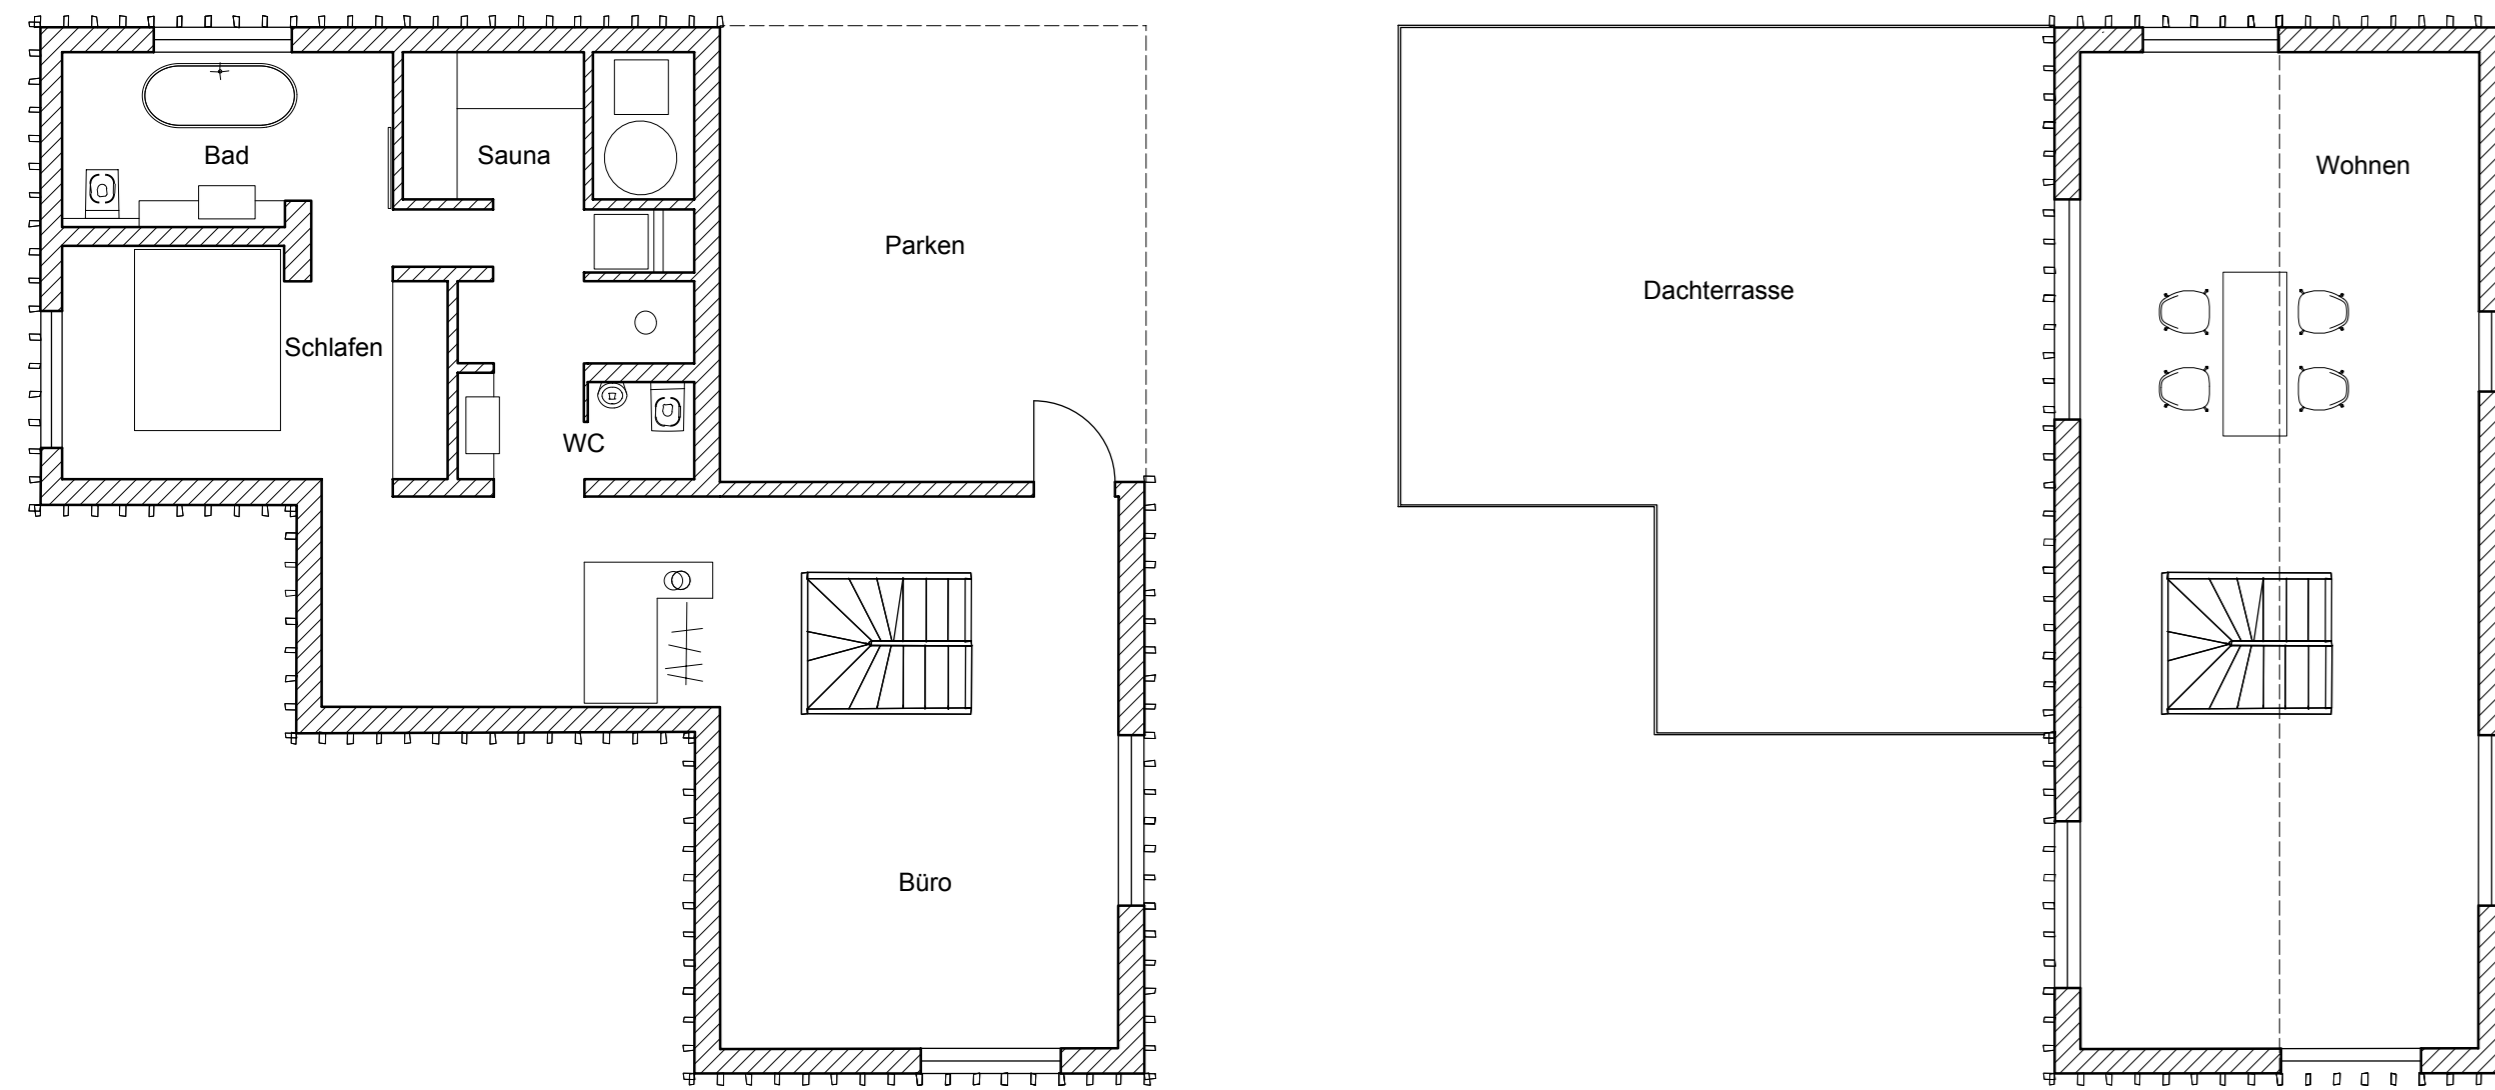 Bad
Sauna
Wohnen
Parken
Dachterrasse
Schlafen
WC
Büro